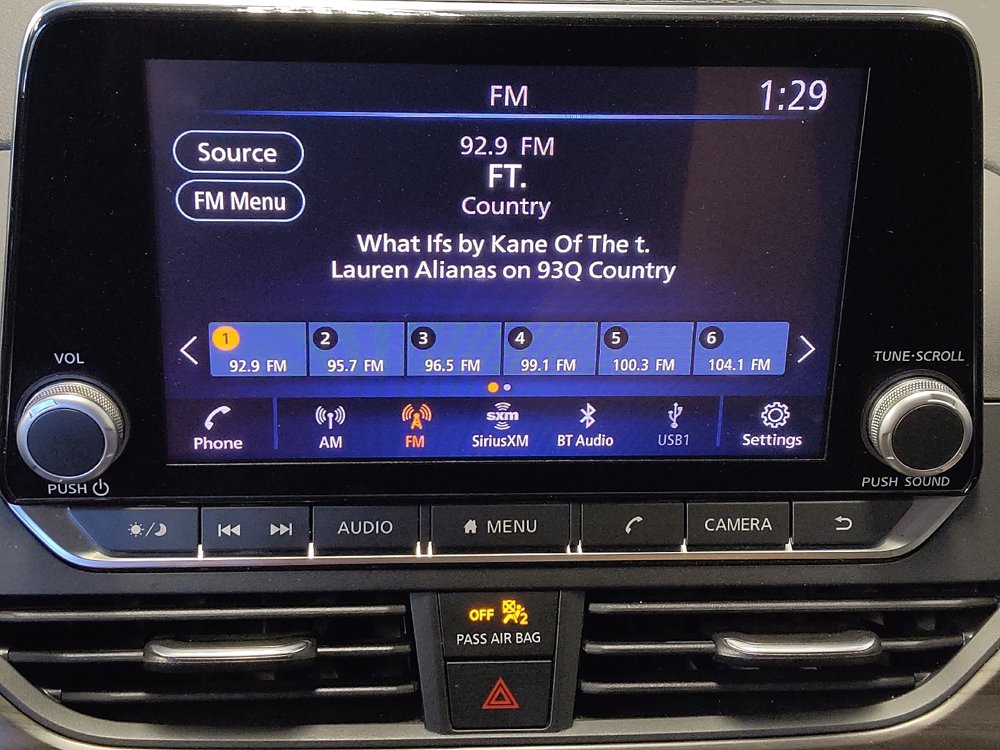 FM
1:29
Source
FM Menu
92.9 FM
FT.
Country
What Ifs by Kane Of The t.
Lauren Alianas on 93Q Country
1
2
3
4
5
6
92.9 FM
95.7 FM
96.5 FM
99.1 FM
100.3 FM
104.1 FM
Phone
AM
FM
sxm
SiriusXM
BT Audio
USB1
Settings
VOL
PUSH
TUNE·SCROLL
PUSH SOUND
AUDIO
MENU
CAMERA
OFF
2
PASS AIR BAG